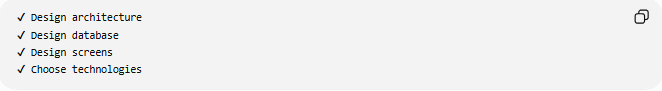 ✓ Design architecture
✓ Design database
✓ Design screens
✓ Choose technologies